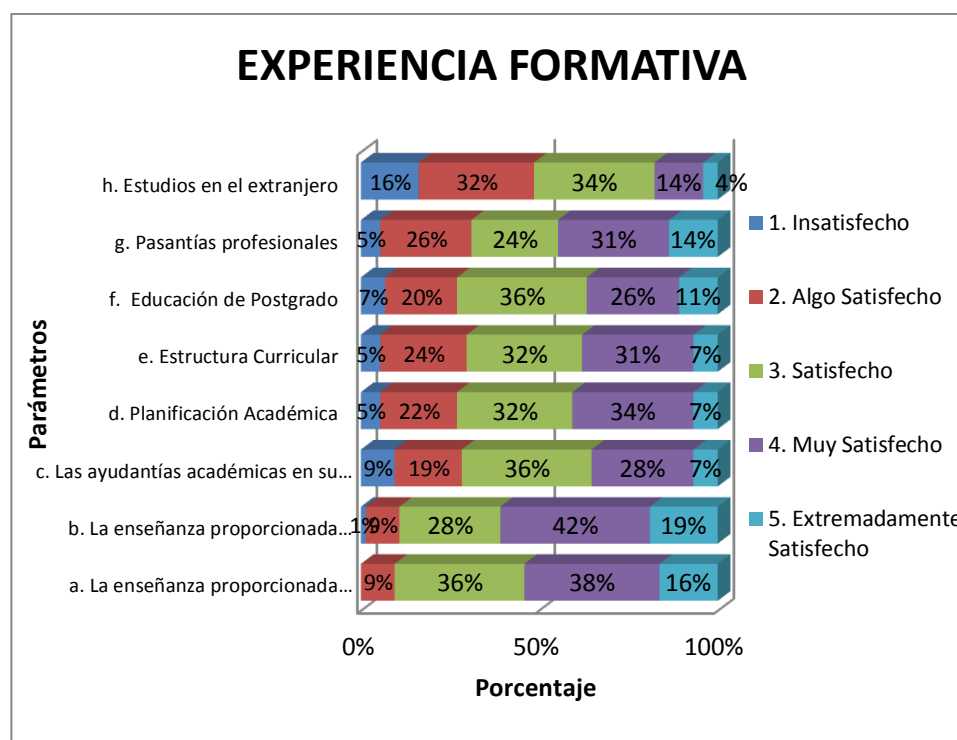 EXPERIENCIA FORMATIVA
Parámetros
h. Estudios en el extranjero
16% 32% 34% 14% 4%
g. Pasantías profesionales
5% 26% 24% 31% 14%
f. Educación de Postgrado
7% 20% 36% 26% 11%
e. Estructura Curricular
5% 24% 32% 31% 7%
d. Planificación Académica
5% 22% 32% 34% 7%
c. Las ayudantías académicas en su…
9% 19% 36% 28% 7%
b. La enseñanza proporcionada…
1% 9% 28% 42% 19%
a. La enseñanza proporcionada…
9% 36% 38% 16%
0% 50% 100%
Porcentaje
1. Insatisfecho
2. Algo Satisfecho
3. Satisfecho
4. Muy Satisfecho
5. Extremadamente
Satisfecho